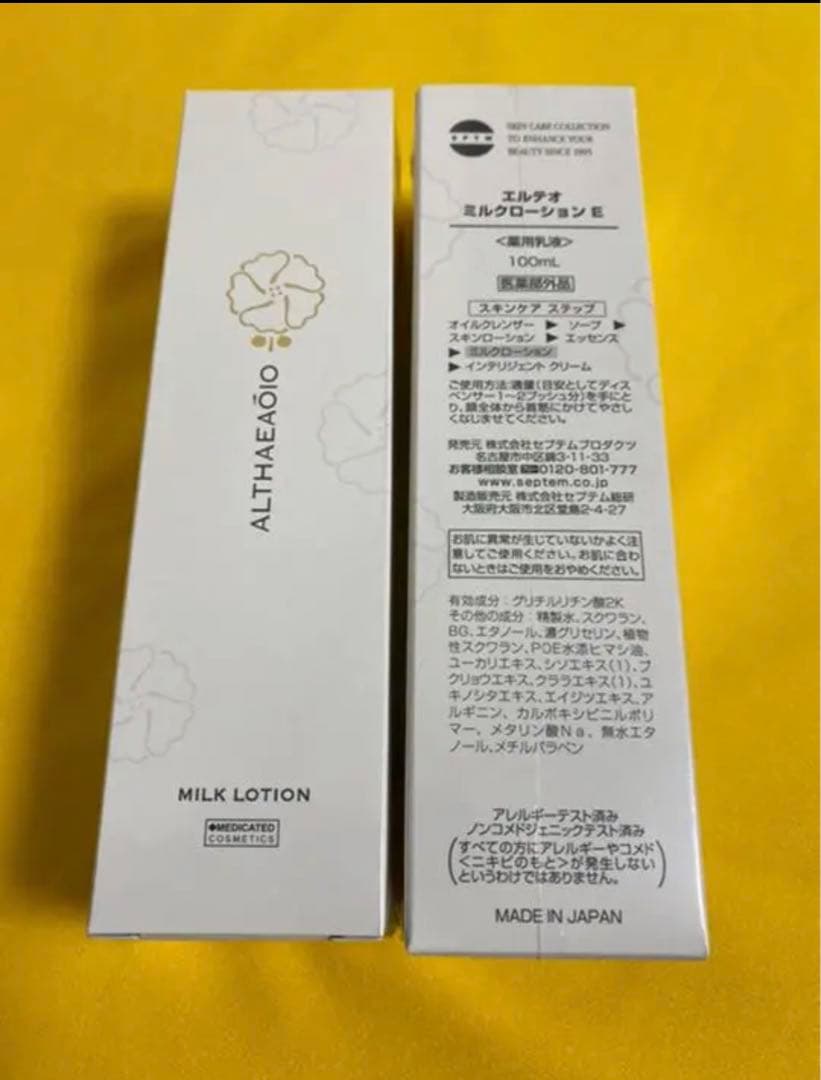 ALTHAEAOIO
MILK LOTION
MEDICATED
COSMETICS
SPTM
SKIN CARE COLLECTION
TO ENHANCE YOUR
BEAUTY SINCE 1995
エルテオ
ミルクローション E
<薬用乳液>
100mL
医薬部外品
スキンケア ステップ
オイルクレンザー ▶ ソープ ▶
スキンローション ▶ エッセンス
▶ ミルクローション
▶ インテリジェント クリーム
ご使用方法:適量(目安としてディス
ペンサー1〜2プッシュ分)を手にと
り、顔全体から首筋にかけてやさし
くなじませてください。
発売元 株式会社セプテムプロダクツ
名古屋市中区錦3-11-33
お客様相談室 0120-801-777
www.septem.co.jp
製造販売元 株式会社セプテム総研
大阪府大阪市北区堂島2-4-27
お肌に異常が生じていないかよく注
意してご使用ください。お肌に合わ
ないときはご使用をおやめください。
有効成分:グリチルリチン酸2K
その他の成分:精製水、スクワラン、
BG、エタノール、濃グリセリン、植物
性スクワラン、POE水添ヒマシ油、
ユーカリエキス、シソエキス(1)、ブ
クリョウエキス、クララエキス(1)、ユ
キノシタエキス、エイジツエキス、ア
ルギニン、カルボキシビニルポリ
マー、メタリン酸Na、無水エタ
ノール、メチルパラベン
アレルギーテスト済み
ノンコメドジェニックテスト済み
(すべての方にアレルギーやコメド
<ニキビのもと>が発生しない
というわけではありません。)
MADE IN JAPAN